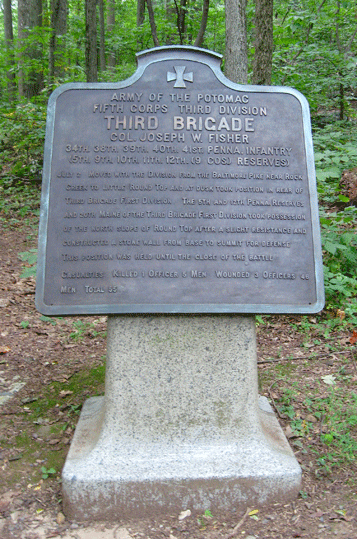 ARMY OF THE POTOMAC
FIFTH CORPS THIRD DIVISION
THIRD BRIGADE
COL. JOSEPH W. FISHER
34TH. 38TH. 39TH. 40TH. 41ST. PENNA. INFANTRY
(5TH. 9TH. 10TH. 11TH. 12TH. (9 COS.) RESERVES)
JULY 2 MOVED WITH THE DIVISION FROM THE BALTIMORE PIKE NEAR ROCK
CREEK TO LITTLE ROUND TOP AND AT DUSK TOOK POSITION IN REAR OF
THIRD BRIGADE FIRST DIVISION. THE 5TH AND 12TH PENNA. RESERVES
AND 20TH MAINE OF THE THIRD BRIGADE FIRST DIVISION TOOK POSSESSION
OF THE NORTH SLOPE OF ROUND TOP AFTER A SLIGHT RESISTANCE AND
CONSTRUCTED A STONE WALL FROM BASE TO SUMMIT FOR DEFENSE
THIS POSITION WAS HELD UNTIL THE CLOSE OF THE BATTLE
CASUALTIES KILLED 1 OFFICER 5 MEN WOUNDED 3 OFFICERS 46
MEN TOTAL 55